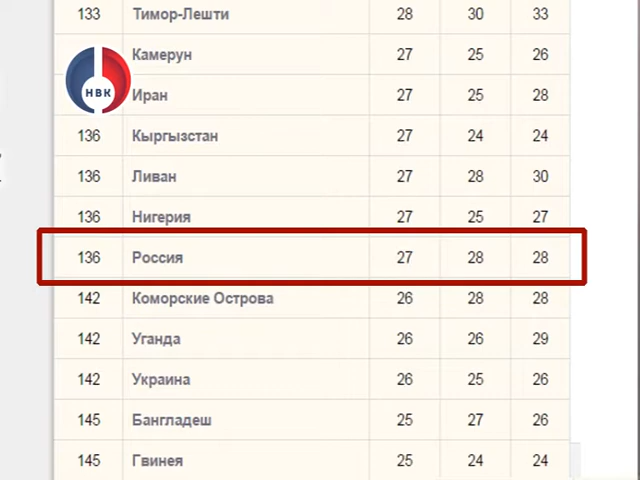 133 Тимор-Лешти 28 30 33
Камерун 27 25 26
НВК
Иран 27 25 28
136 Кыргызстан 27 24 24
136 Ливан 27 28 30
136 Нигерия 27 25 27
136 Россия 27 28 28
142 Коморские Острова 26 28 28
142 Уганда 26 26 29
142 Украина 26 25 26
145 Бангладеш 25 27 26
145 Гвинея 25 24 24